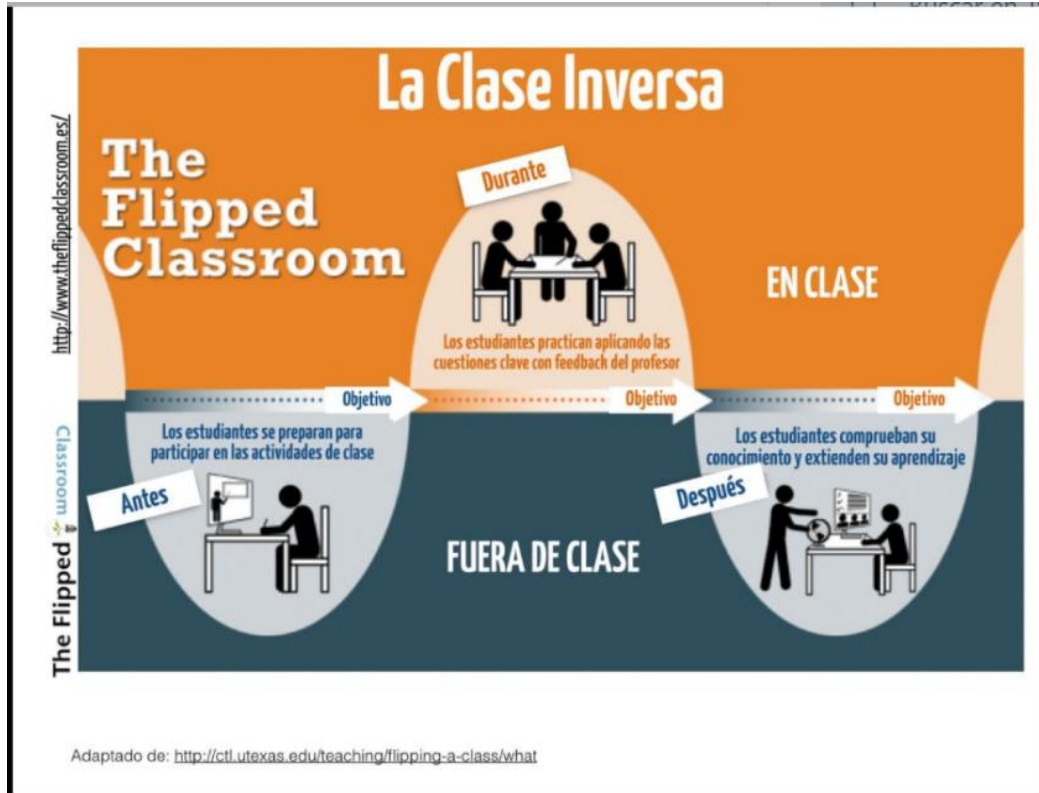 La Clase Inversa
The
Flipped
Classroom
http://www.theflippedclassroom.es/
Durante
EN CLASE
Los estudiantes practican aplicando las
cuestiones clave con feedback del profesor
Objetivo
Objetivo
Objetivo
Los estudiantes se preparan para
participar en las actividades de clase
Antes
FUERA DE CLASE
Los estudiantes comprueban su
conocimiento y extienden su aprendizaje
Después
The Flipped Classroom
Adaptado de: http://ctl.utexas.edu/teaching/flipping-a-class/what